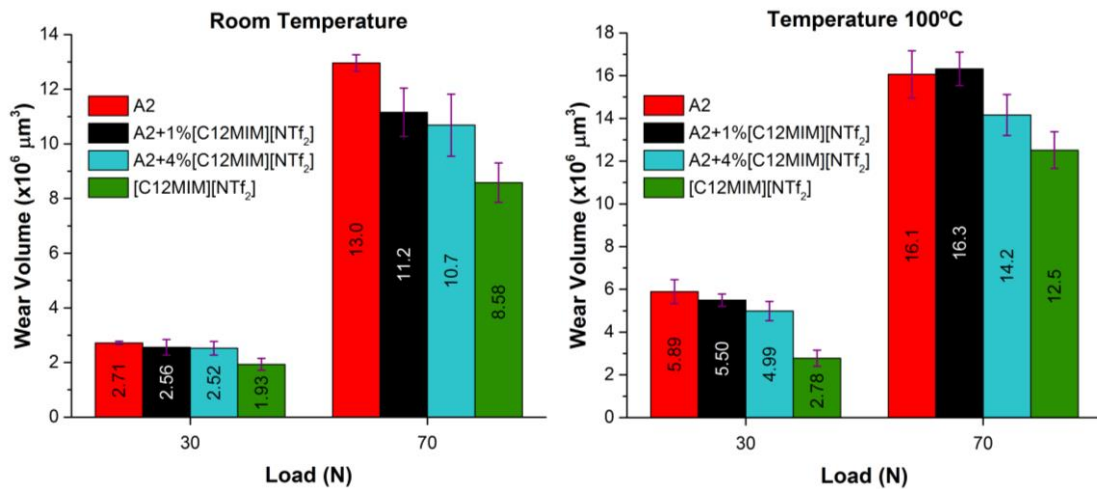 Room Temperature
Wear Volume (x10⁶ μm³)
14
12
10
8
6
4
2
0
A2
A2+1%[C12MIM][NTf₂]
A2+4%[C12MIM][NTf₂]
[C12MIM][NTf₂]
2.71
2.56
2.52
1.93
13.0
11.2
10.7
8.58
30
70
Load (N)
Temperature 100ºC
Wear Volume (x10⁶ μm³)
18
16
14
12
10
8
6
4
2
0
A2
A2+1%[C12MIM][NTf₂]
A2+4%[C12MIM][NTf₂]
[C12MIM][NTf₂]
5.89
5.50
4.99
2.78
16.1
16.3
14.2
12.5
30
70
Load (N)